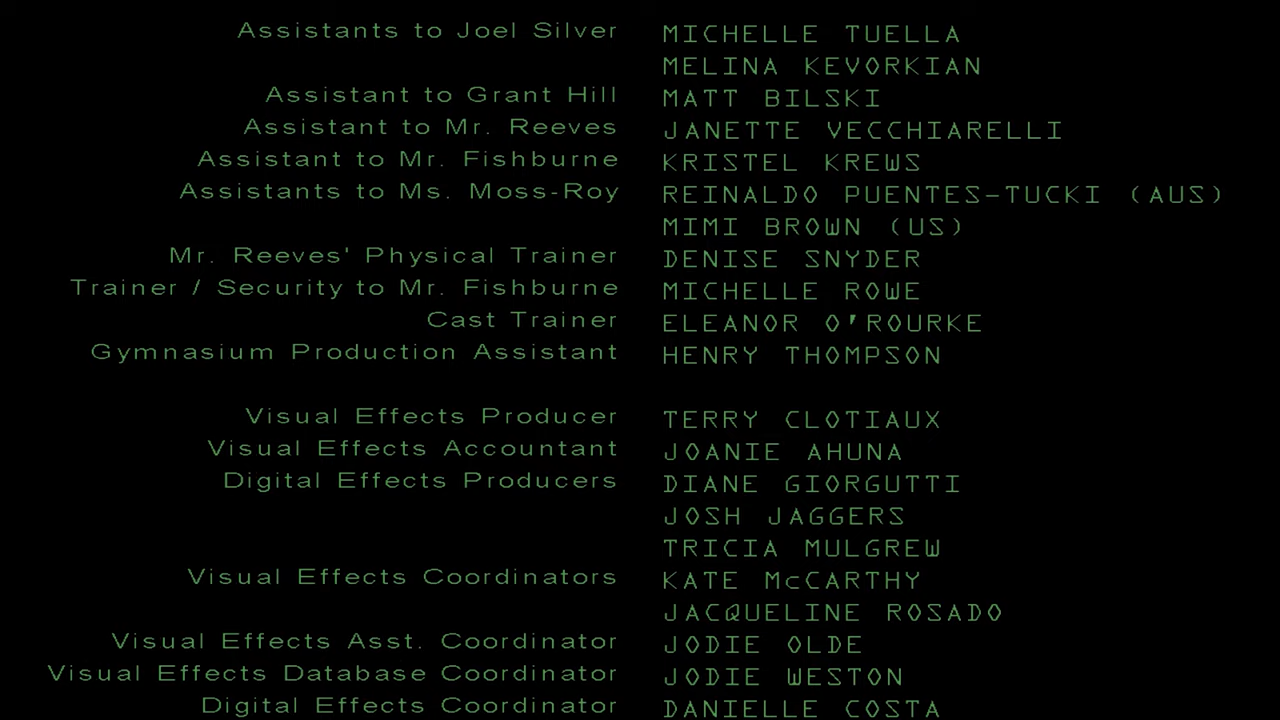 Assistants to Joel Silver MICHELLE TUELLA
MELINA KEVORKIAN
Assistant to Grant Hill MATT BILSKI
Assistant to Mr. Reeves JANETTE VECCHIARELLI
Assistant to Mr. Fishburne KRISTEL KREWS
Assistants to Ms. Moss-Roy REINALDO PUENTES-TUCKI (AUS)
MIMI BROWN (US)
Mr. Reeves' Physical Trainer DENISE SNYDER
Trainer / Security to Mr. Fishburne MICHELLE ROWE
Cast Trainer ELEANOR O'ROURKE
Gymnasium Production Assistant HENRY THOMPSON
Visual Effects Producer TERRY CLOTIAUX
Visual Effects Accountant JOANIE AHUNA
Digital Effects Producers DIANE GIORGUTTI
JOSH JAGGERS
TRICIA MULGREW
Visual Effects Coordinators KATE McCARTHY
JACQUELINE ROSADO
Visual Effects Asst. Coordinator JODIE OLDE
Visual Effects Database Coordinator JODIE WESTON
Digital Effects Coordinator DANIELLE COSTA